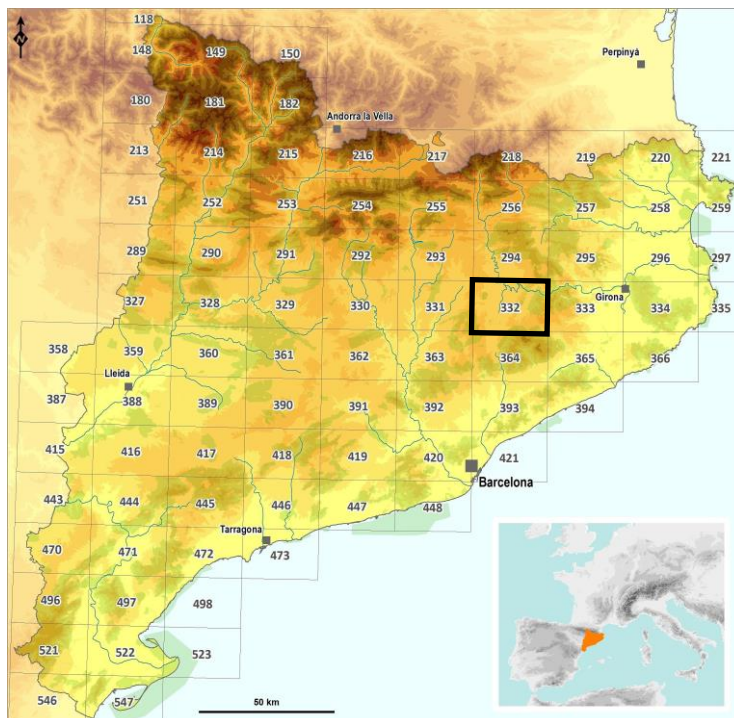 118
148 149 150
Perpinyà
180 181 182
Andorra la Vella
213 214 215 216 217 218 219 220 221
251 252 253 254 255 256 257 258 259
289 290 291 292 293 294 295 296 297
Girona
327 328 329 330 331 332 333 334 335
358 359 360 361 362 363 364 365 366
Lleida
387 388 389 390 391 392 393 394
415 416 417 418 419 420 421
Barcelona
443 444 445 446 447 448
Tarragona
470 471 472 473
496 497 498
521 522 523
546 547
50 km
N